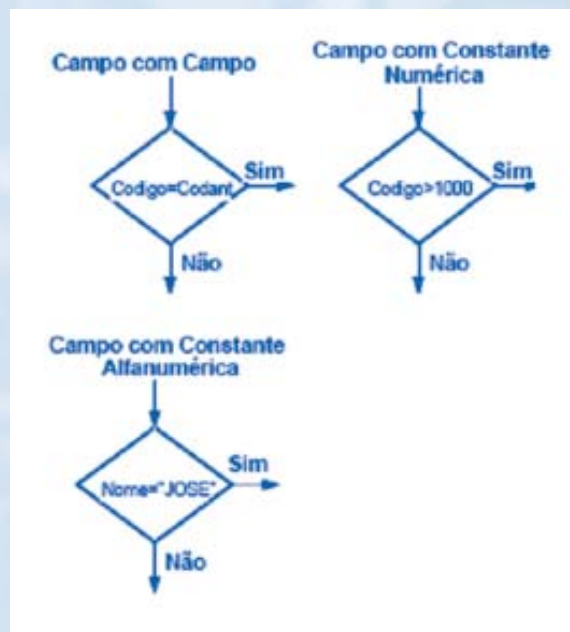 Campo com Campo
Codigo=Codant
Sim
Não
Campo com Constante
Numérica
Codigo>1000
Sim
Não
Campo com Constante
Alfanumérica
Nome="JOSE"
Sim
Não